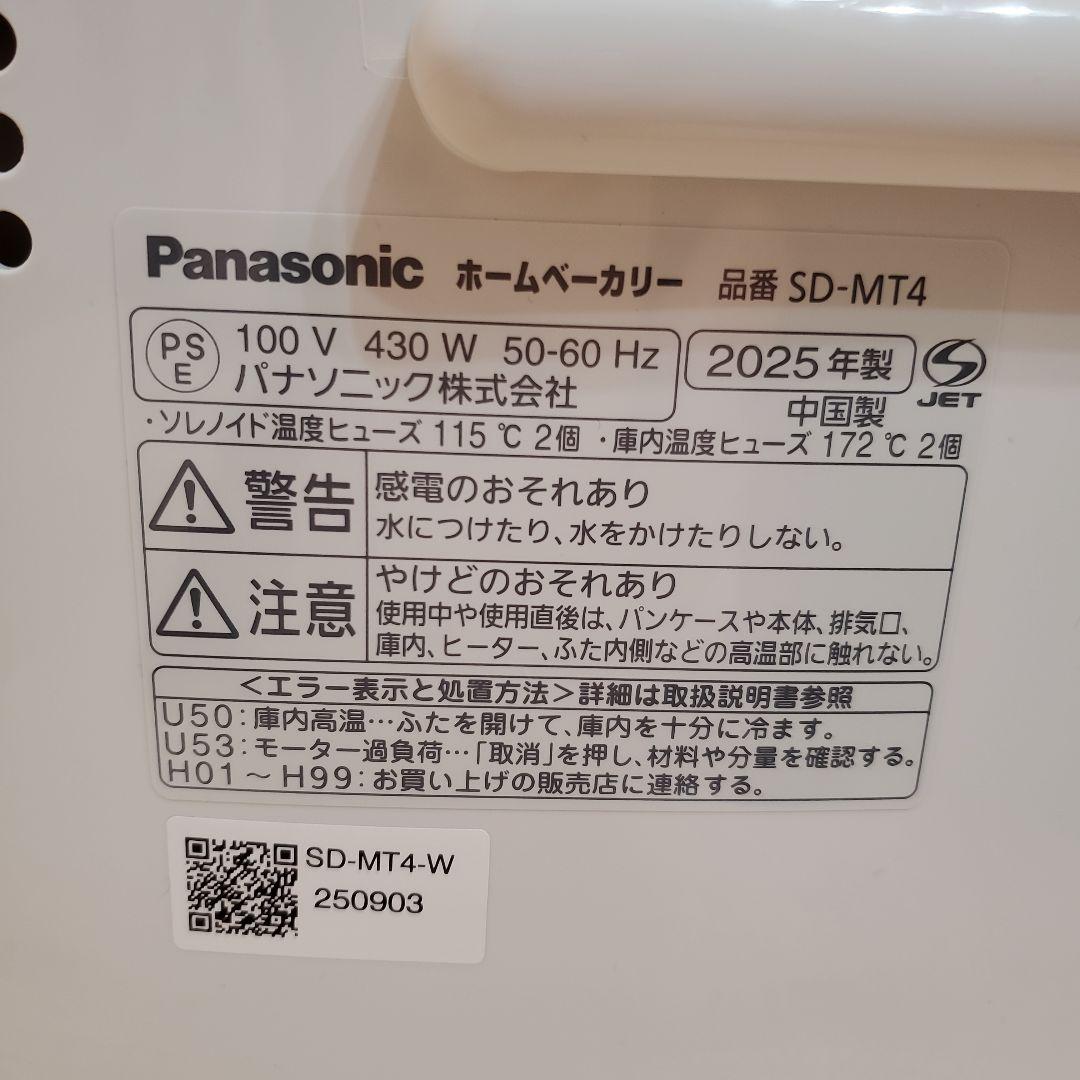 Panasonic ホームベーカリー 品番 SD-MT4
PSE 100 V 430 W 50-60 Hz
パナソニック株式会社
2025年製
中国製
JET
・ソレノイド温度ヒューズ 115 ℃ 2個 ・庫内温度ヒューズ 172 ℃ 2個
警告
感電のおそれあり
水につけたり、水をかけたりしない。
注意
やけどのおそれあり
使用中や使用直後は、パンケースや本体、排気口、
庫内、ヒーター、ふた内側などの高温部に触れない。
<エラー表示と処置方法>詳細は取扱説明書参照
U50:庫内高温…ふたを開けて、庫内を十分に冷ます。
U53:モーター過負荷…「取消」を押し、材料や分量を確認する。
H01～H99:お買い上げの販売店に連絡する。
SD-MT4-W
250903